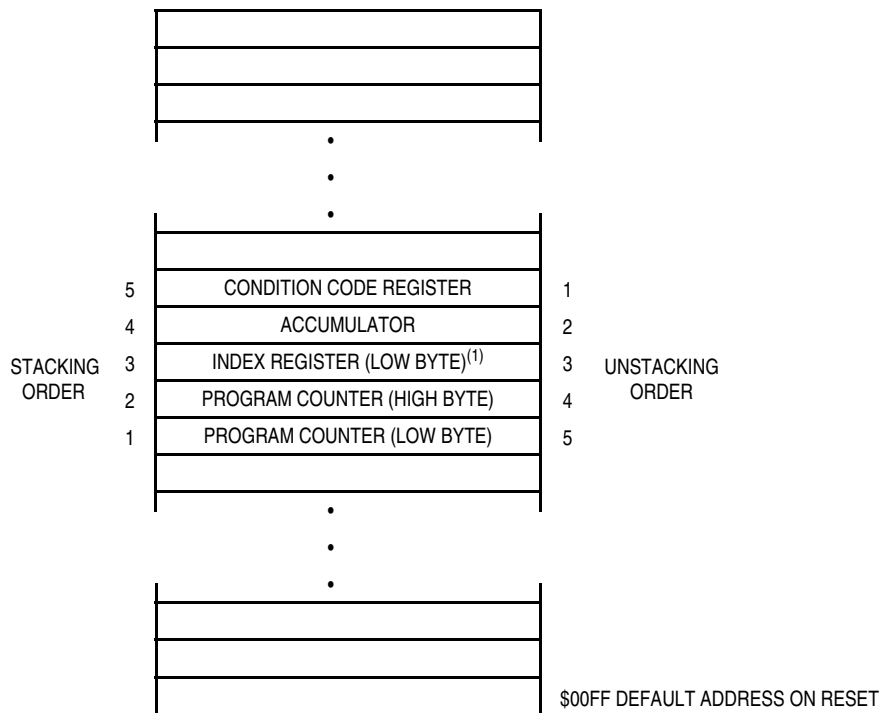 5 CONDITION CODE REGISTER 1
4 ACCUMULATOR 2
STACKING ORDER 3 INDEX REGISTER (LOW BYTE)(1) 3 UNSTACKING ORDER
2 PROGRAM COUNTER (HIGH BYTE) 4
1 PROGRAM COUNTER (LOW BYTE) 5
$00FF DEFAULT ADDRESS ON RESET